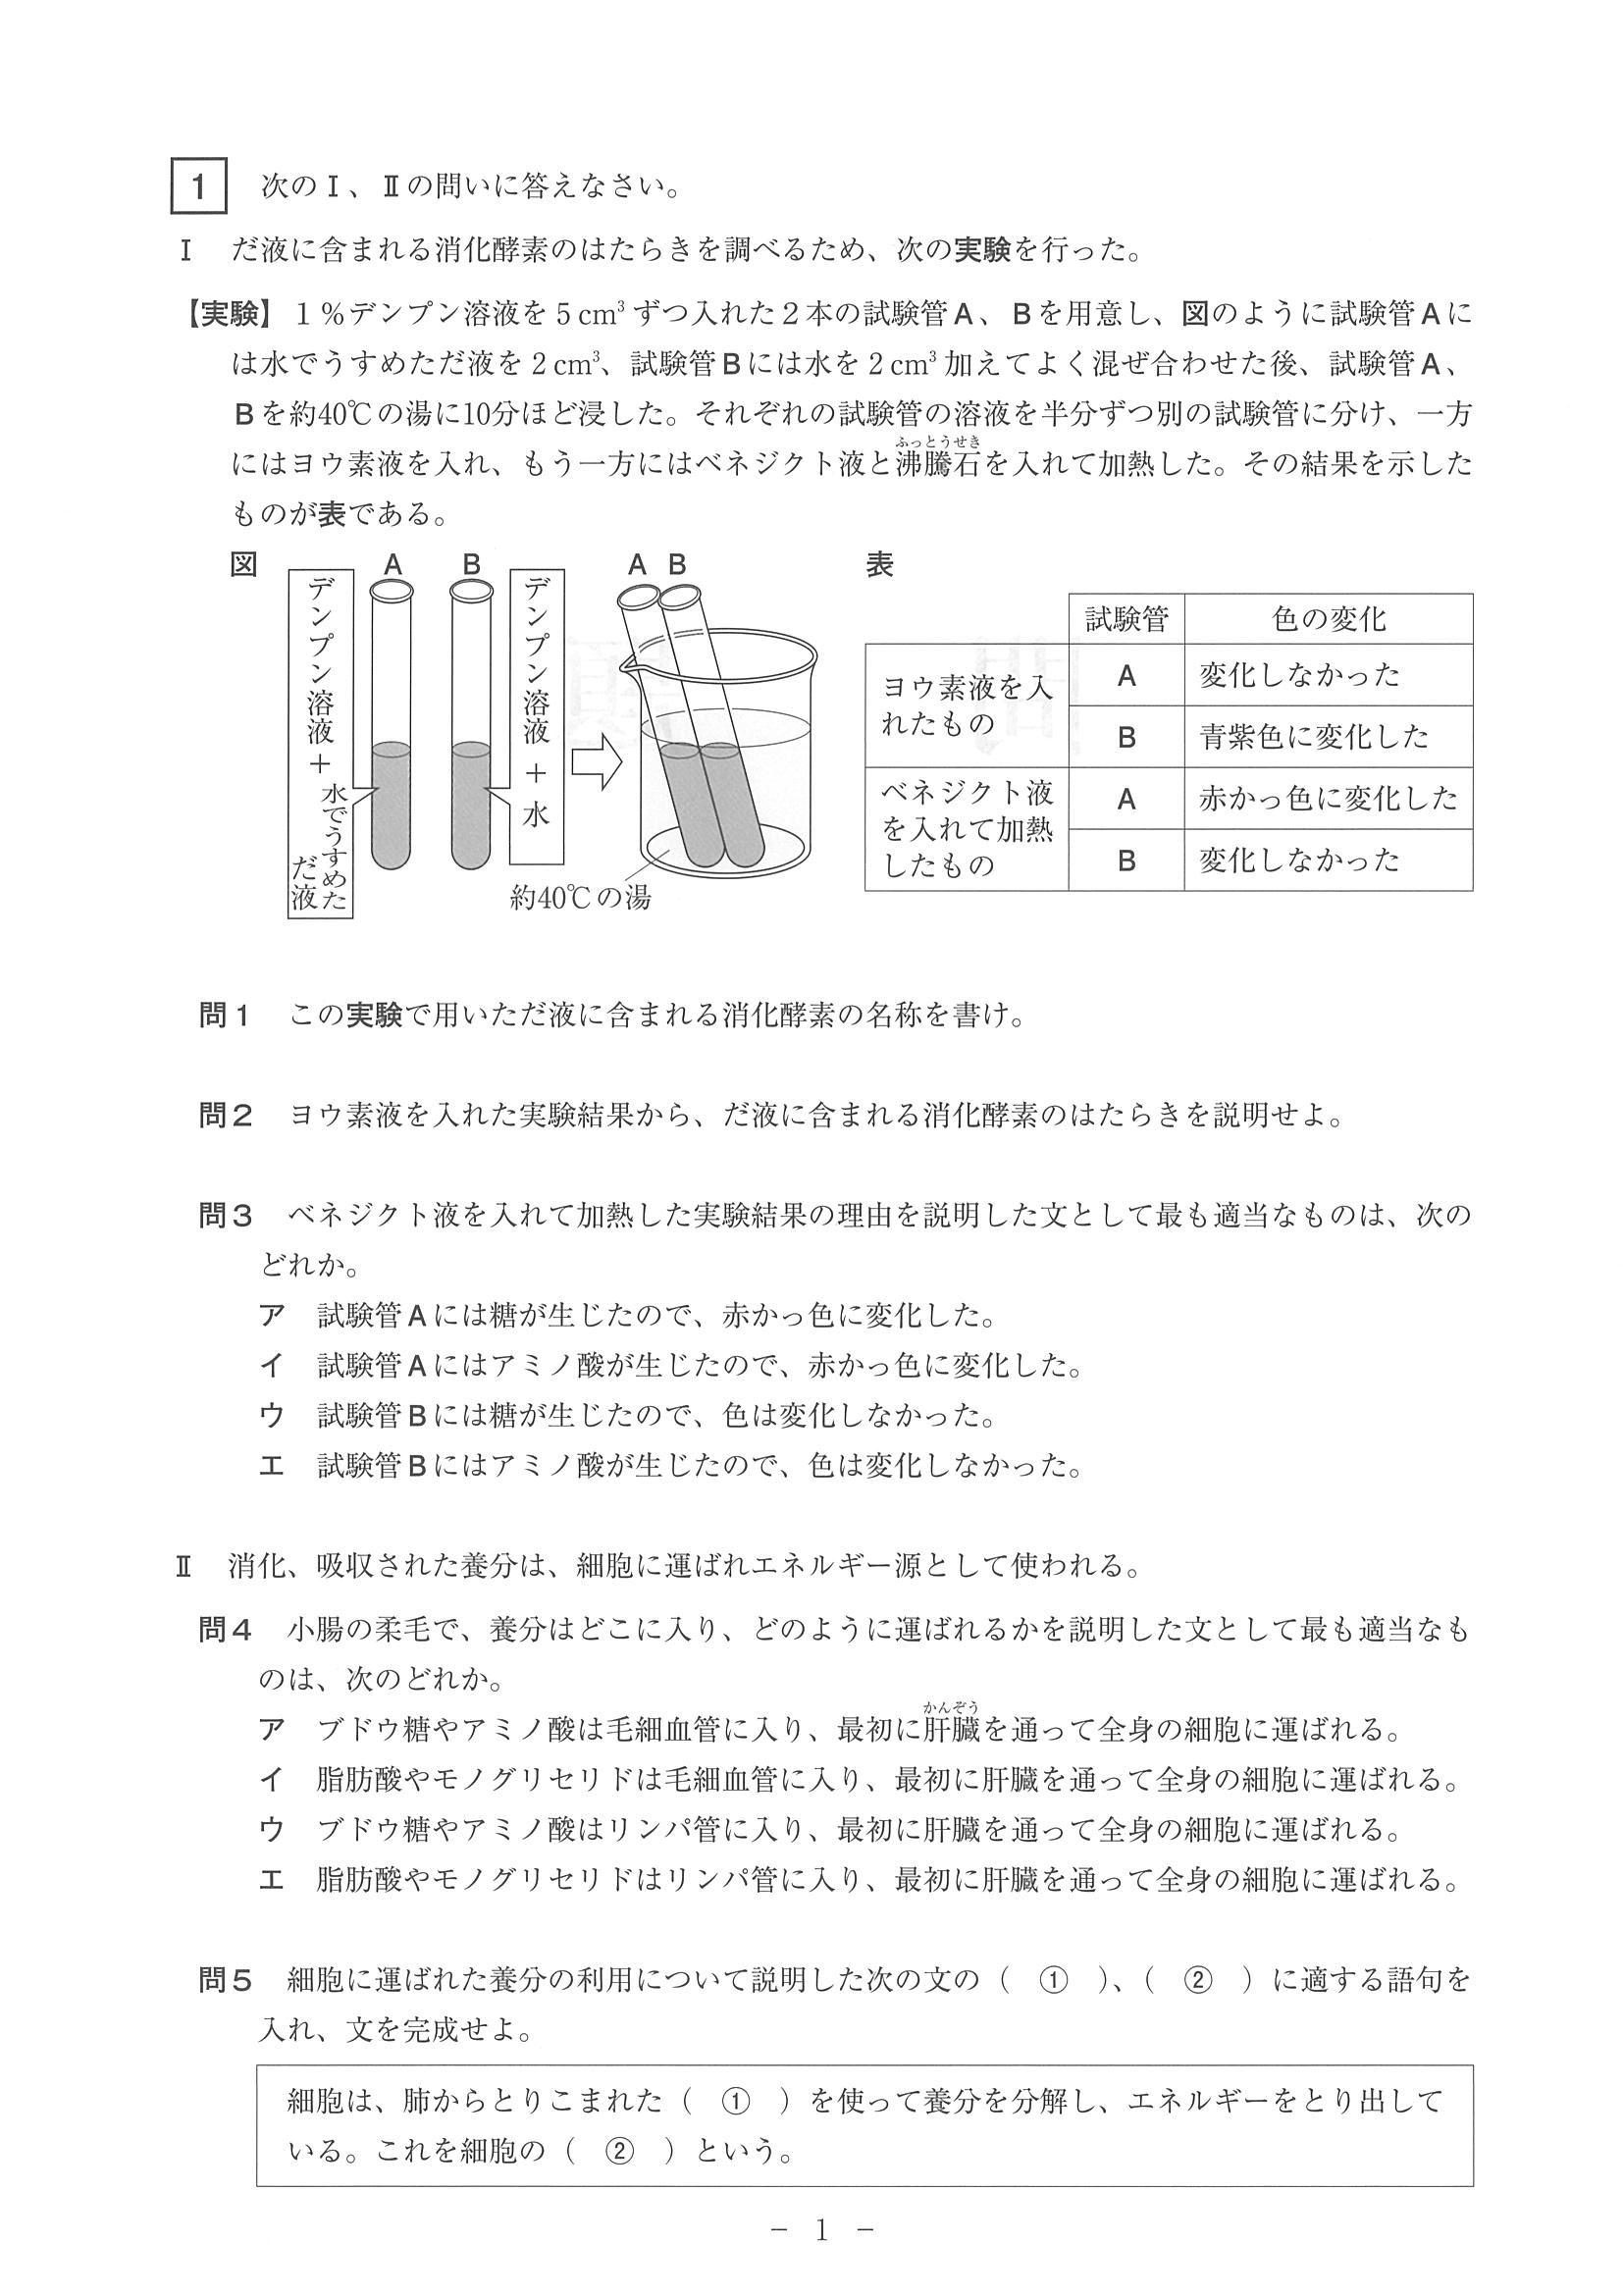 1 次のⅠ、Ⅱの問いに答えなさい。
Ⅰ だ液に含まれる消化酵素のはたらきを調べるため、次の実験を行った。
【実験】１％デンプン溶液を５cm³ ずつ入れた２本の試験管Ａ、Ｂを用意し、図のように試験管Ａに
は水でうすめただ液を２cm³、試験管Ｂには水を２cm³ 加えてよく混ぜ合わせた後、試験管Ａ、
Ｂを約40℃の湯に10分ほど浸した。それぞれの試験管の溶液を半分ずつ別の試験管に分け、一方
ふっとうせき
にはヨウ素液を入れ、もう一方にはベネジクト液と沸騰石を入れて加熱した。その結果を示した
ものが表である。
図
A
B
デンプン溶液＋
水でうすめた
だ液
デンプン溶液＋水
A B
約40℃の湯
表
試験管 色の変化
ヨウ素液を入
れたもの
A 変化しなかった
B 青紫色に変化した
ベネジクト液
を入れて加熱
したもの
A 赤かっ色に変化した
B 変化しなかった
問１ この実験で用いただ液に含まれる消化酵素の名称を書け。
問２ ヨウ素液を入れた実験結果から、だ液に含まれる消化酵素のはたらきを説明せよ。
問３ ベネジクト液を入れて加熱した実験結果の理由を説明した文として最も適当なものは、次の
どれか。
ア 試験管Ａには糖が生じたので、赤かっ色に変化した。
イ 試験管Ａにはアミノ酸が生じたので、赤かっ色に変化した。
ウ 試験管Ｂには糖が生じたので、色は変化しなかった。
エ 試験管Ｂにはアミノ酸が生じたので、色は変化しなかった。
Ⅱ 消化、吸収された養分は、細胞に運ばれエネルギー源として使われる。
問４ 小腸の柔毛で、養分はどこに入り、どのように運ばれるかを説明した文として最も適当なも
のは、次のどれか。
かんぞう
ア ブドウ糖やアミノ酸は毛細血管に入り、最初に肝臓を通って全身の細胞に運ばれる。
イ 脂肪酸やモノグリセリドは毛細血管に入り、最初に肝臓を通って全身の細胞に運ばれる。
ウ ブドウ糖やアミノ酸はリンパ管に入り、最初に肝臓を通って全身の細胞に運ばれる。
エ 脂肪酸やモノグリセリドはリンパ管に入り、最初に肝臓を通って全身の細胞に運ばれる。
問５ 細胞に運ばれた養分の利用について説明した次の文の（ ① ）、（ ② ）に適する語句を
入れ、文を完成せよ。
細胞は、肺からとりこまれた（ ① ）を使って養分を分解し、エネルギーをとり出して
いる。これを細胞の（ ② ）という。
－ 1 －